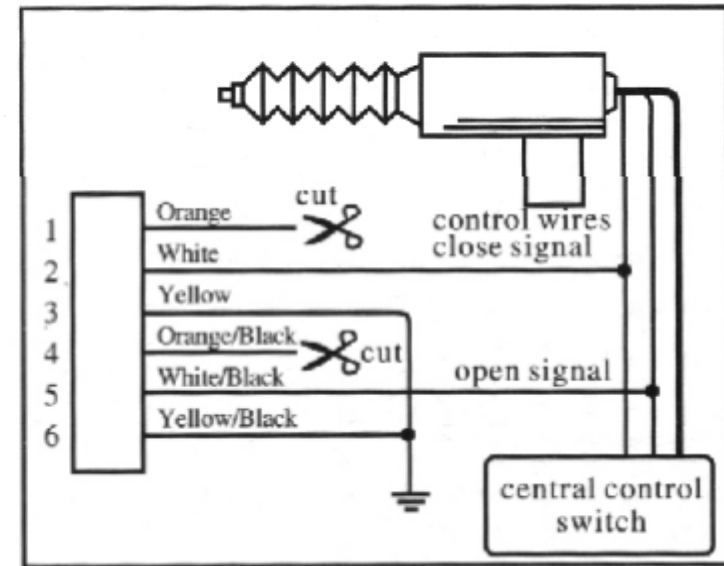 cut
control wires
close signal
1 Orange
2 White
3 Yellow
4 Orange/Black
cut
5 White/Black
open signal
6 Yellow/Black
central control
switch